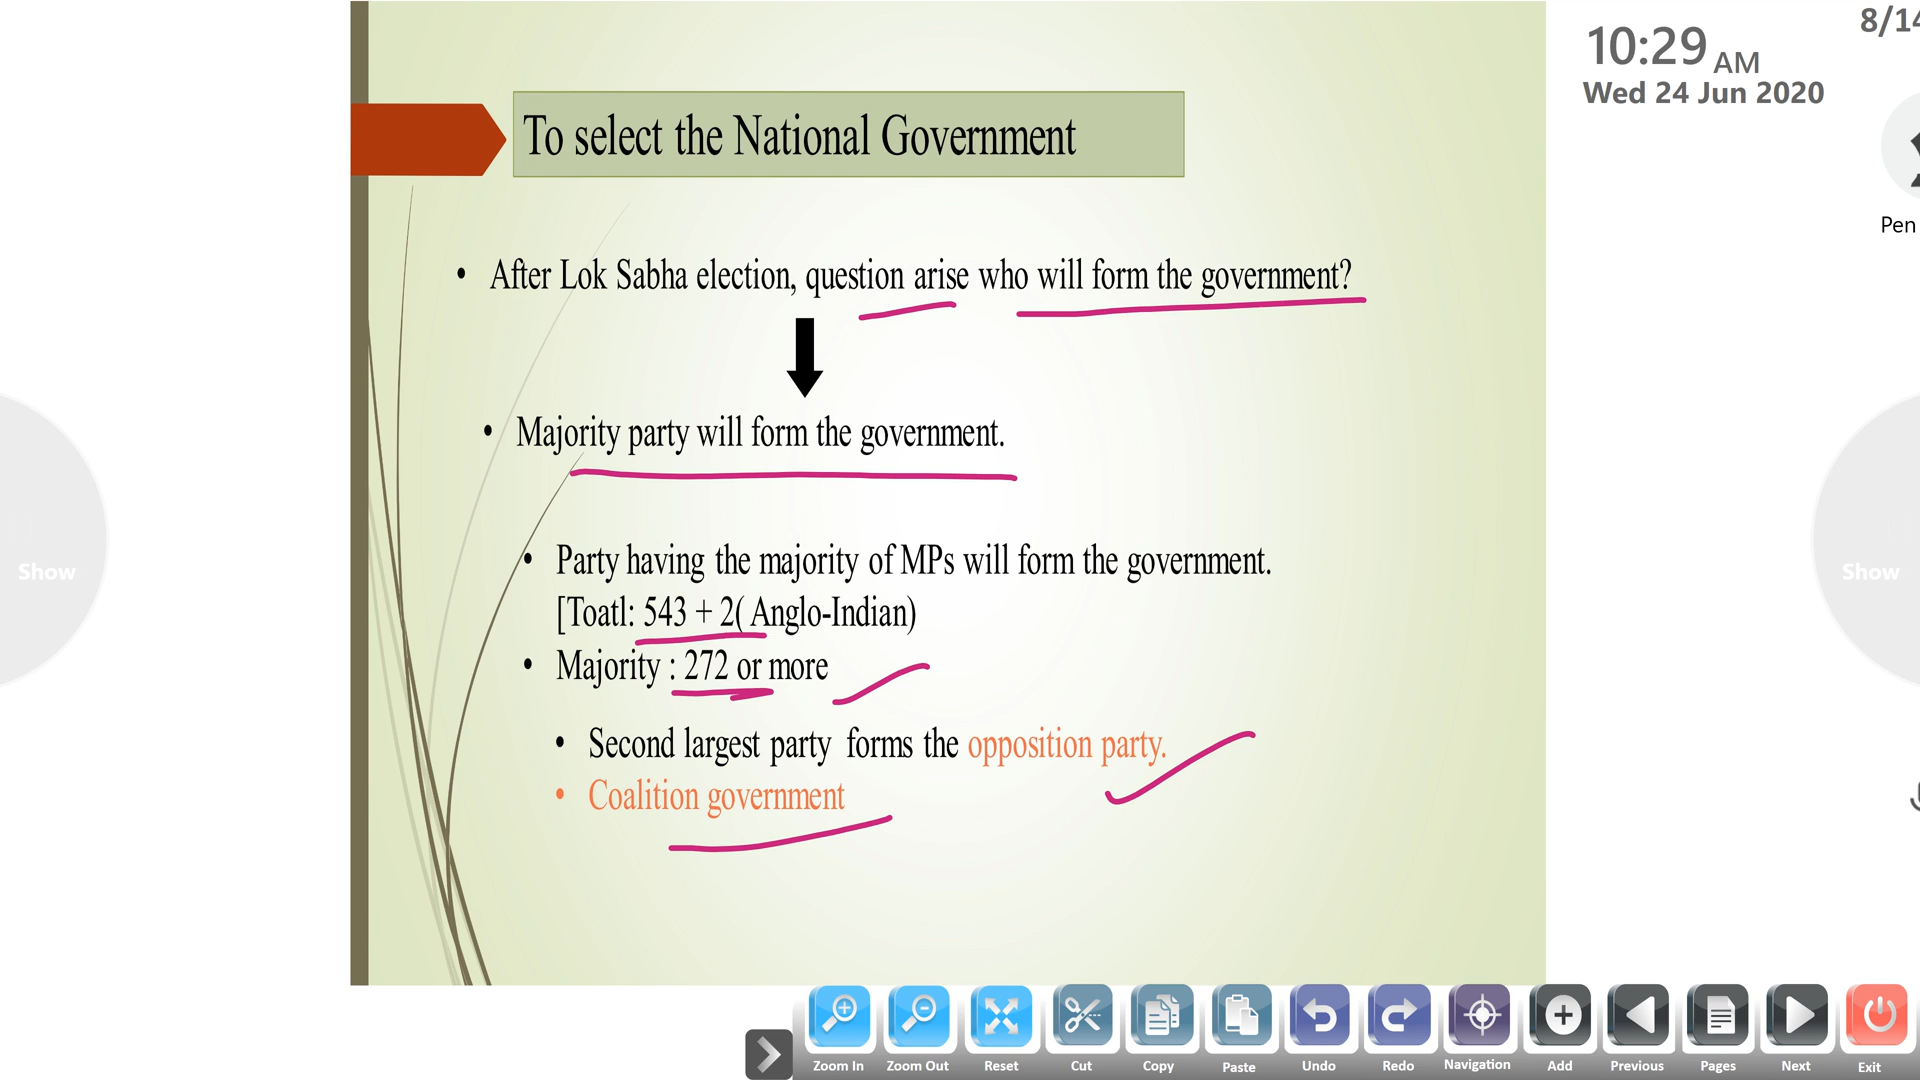 8/14
10:29 AM
Wed 24 Jun 2020
To select the National Government
Pen
• After Lok Sabha election, question arise who will form the government?
• Majority party will form the government.
• Party having the majority of MPs will form the government.
[Toatl: 543 + 2( Anglo-Indian)
• Majority : 272 or more
• Second largest party forms the opposition party.
• Coalition government
Show
Show
Zoom In Zoom Out Reset Cut Copy Paste Undo Redo Navigation Add Previous Pages Next Exit